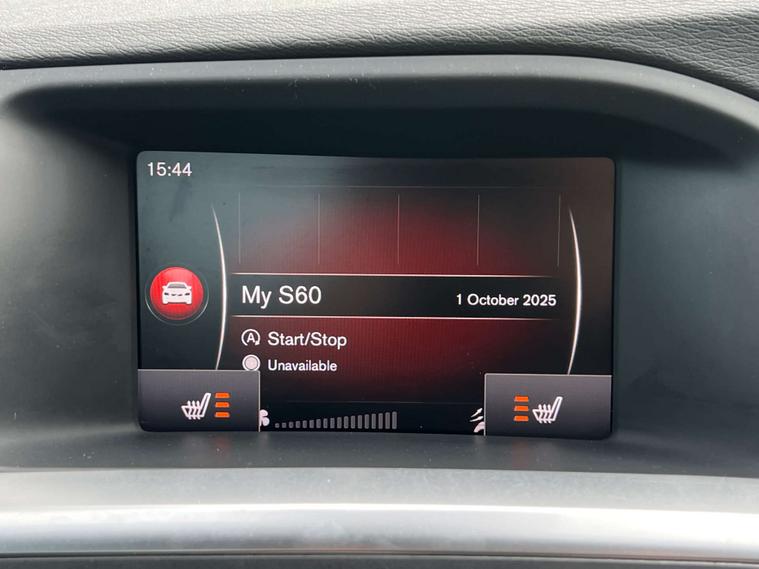 15:44
My S60
1 October 2025
Start/Stop
Unavailable